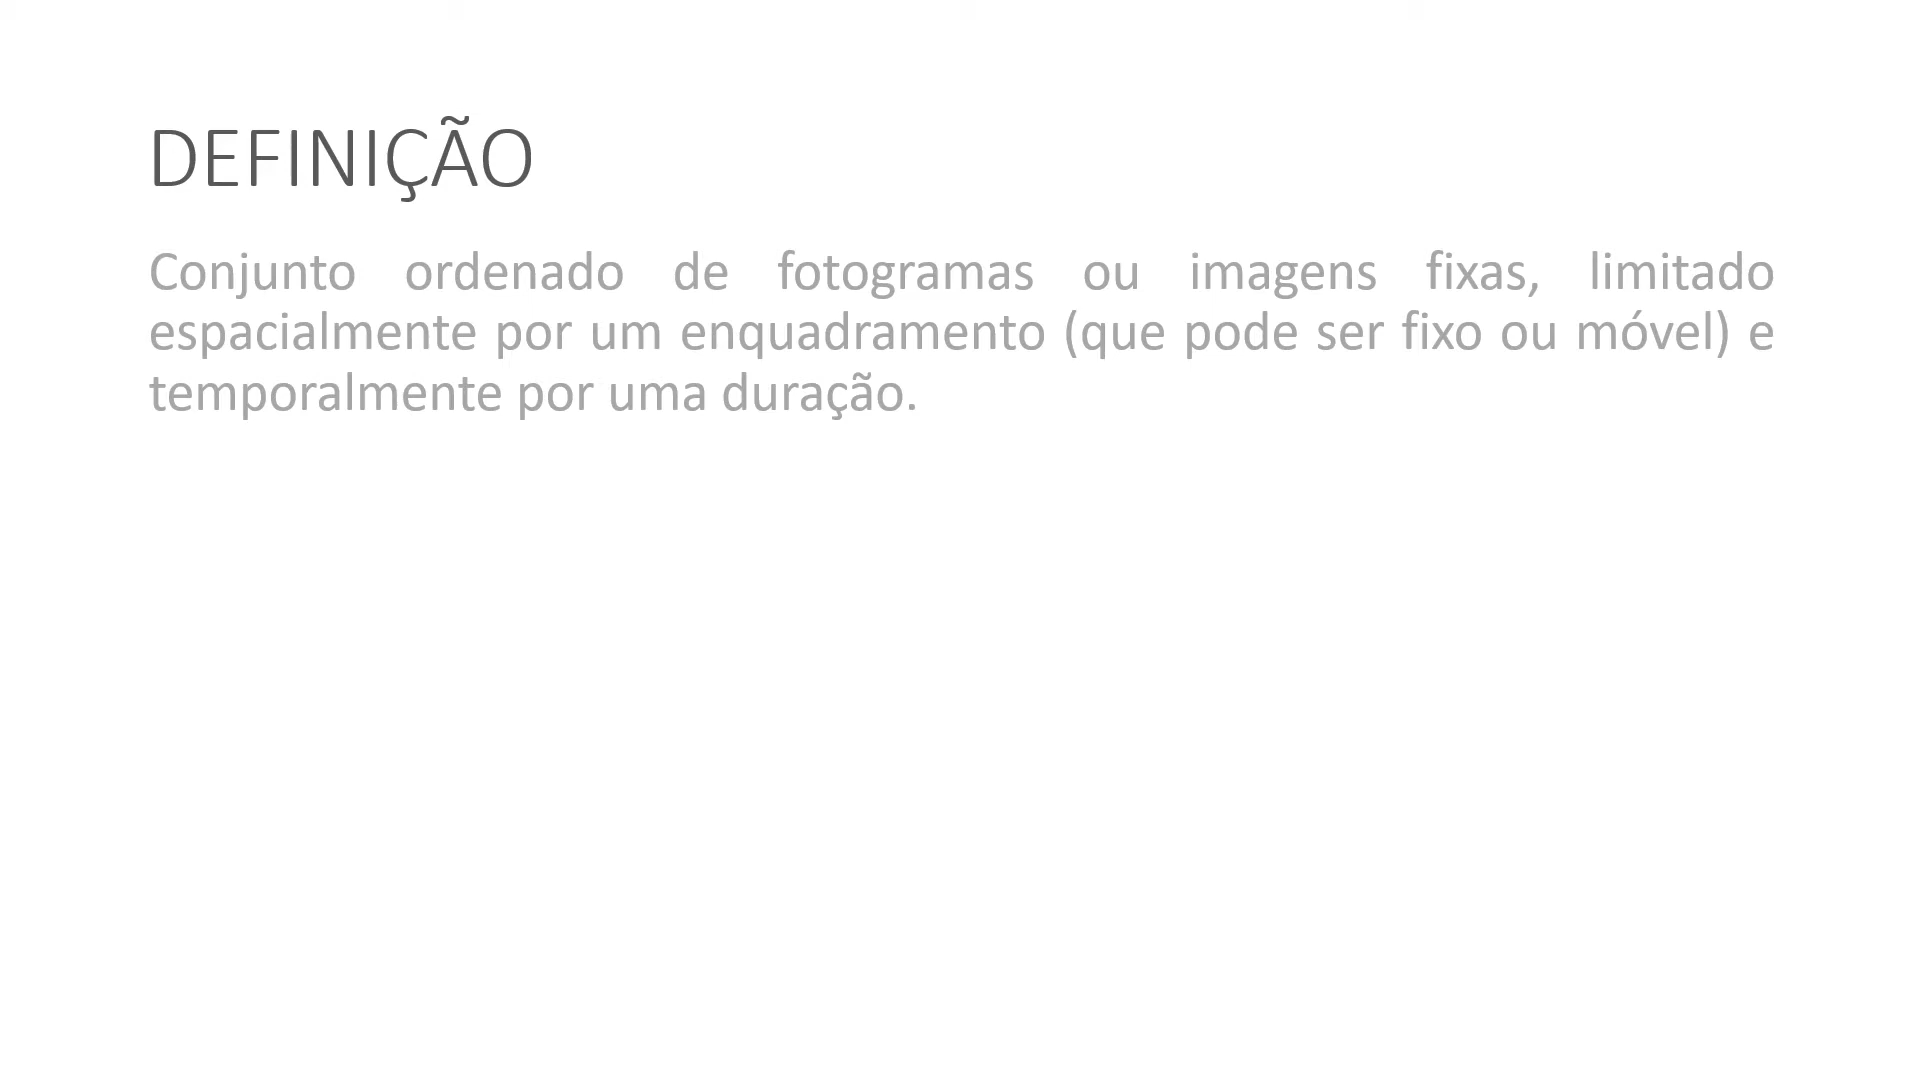 DEFINIÇÃO
Conjunto ordenado de fotogramas ou imagens fixas, limitado
espacialmente por um enquadramento (que pode ser fixo ou móvel) e
temporalmente por uma duração.